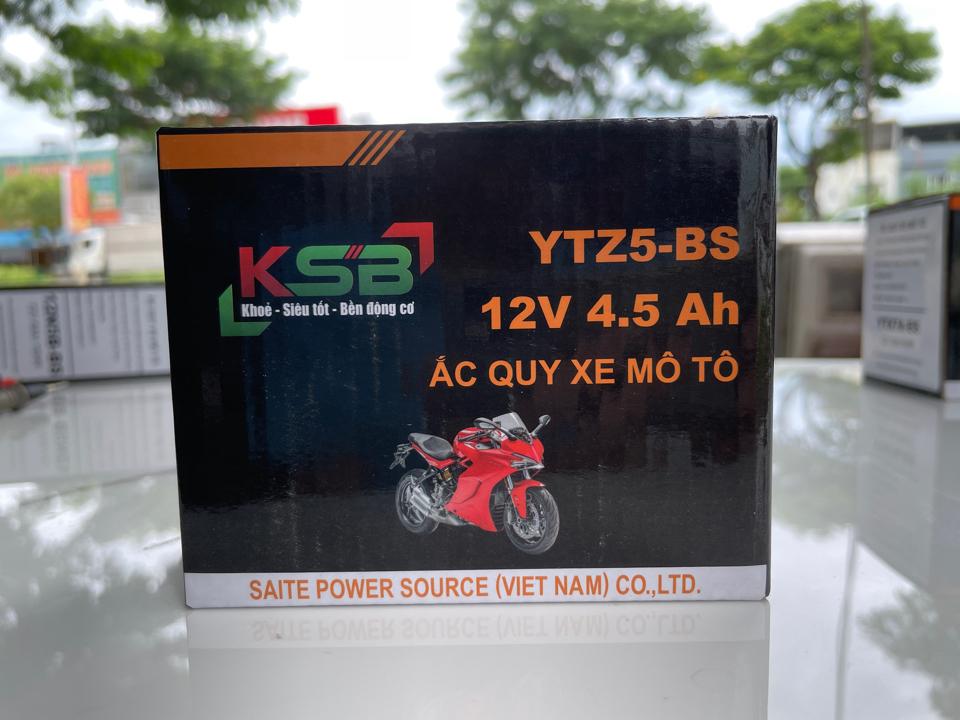 KSB
Khoẻ - Siêu tốt - Bền động cơ
YTZ5-BS
12V 4.5 Ah
ẮC QUY XE MÔ TÔ
SAITE POWER SOURCE (VIET NAM) CO.,LTD.